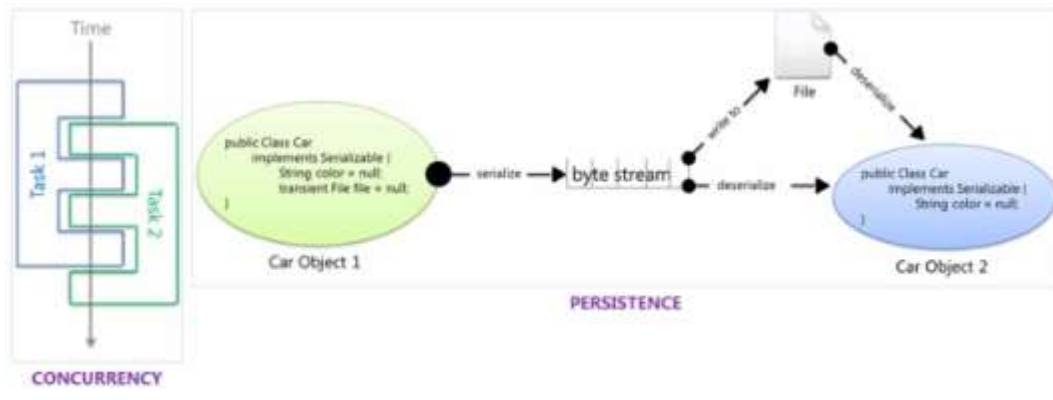 Time
Task 1
Task 2
CONCURRENCY
public Class Car
implements Serializable {
String color = null;
transient File file = null;
}
Car Object 1
serialize
byte stream
write to
File
deserialize
deserialize
public Class Car
implements Serializable {
String color = null;
}
Car Object 2
PERSISTENCE